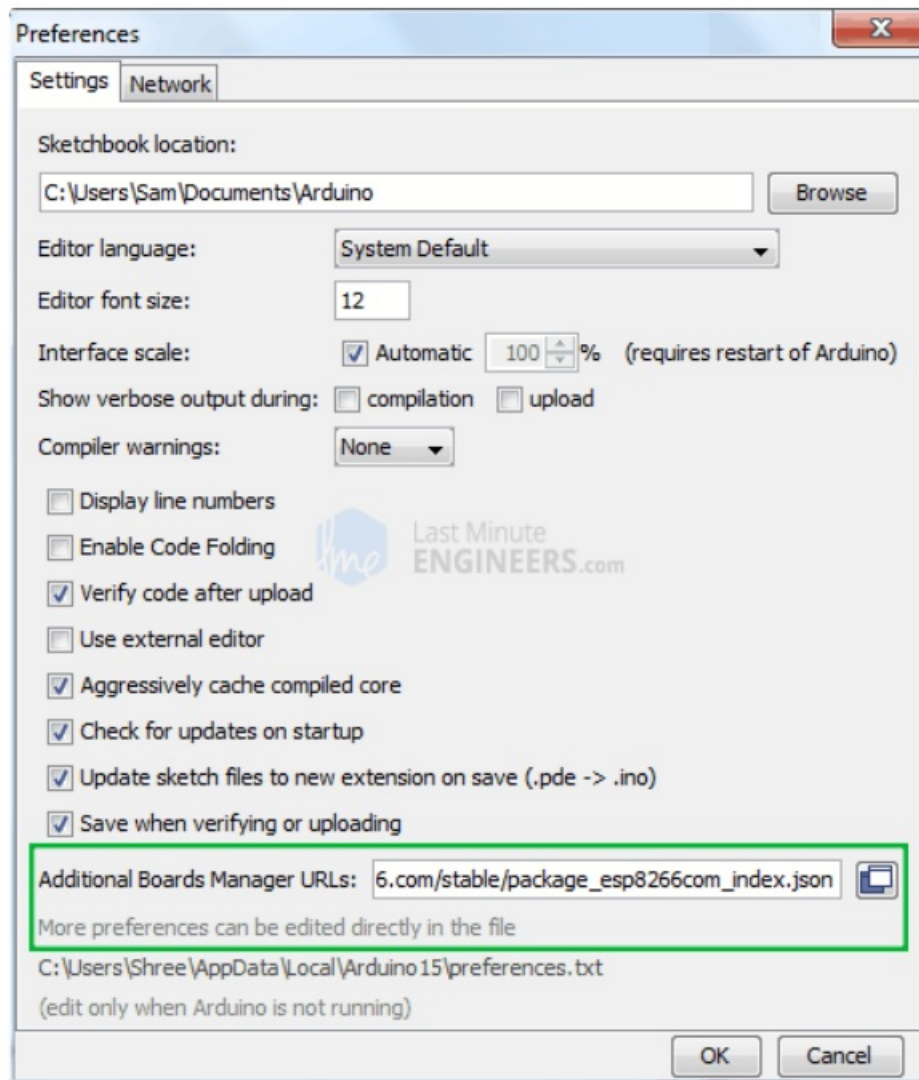 Preferences
Settings Network
Sketchbook location:
C:\Users\Sam\Documents\Arduino Browse
Editor language: System Default
Editor font size: 12
Interface scale: Automatic 100 % (requires restart of Arduino)
Show verbose output during: compilation upload
Compiler warnings: None
Display line numbers
Enable Code Folding
lme Last Minute
ENGINEERS.com
Verify code after upload
Use external editor
Aggressively cache compiled core
Check for updates on startup
Update sketch files to new extension on save (.pde -> .ino)
Save when verifying or uploading
Additional Boards Manager URLs: 6.com/stable/package_esp8266com_index.json
More preferences can be edited directly in the file
C:\Users\Shree\AppData\Local\Arduino15\preferences.txt
(edit only when Arduino is not running)
OK Cancel